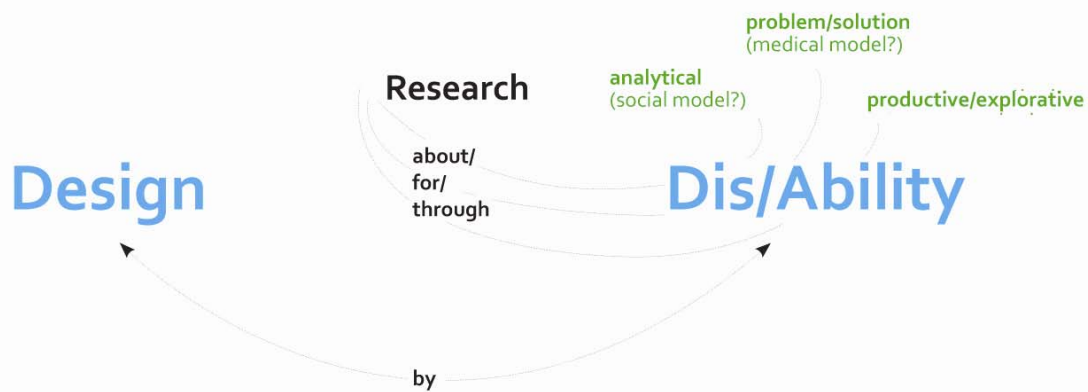 problem/solution
(medical model?)
Research
analytical
(social model?)
productive/explorative
about/
for/
through
Design
Dis/Ability
by